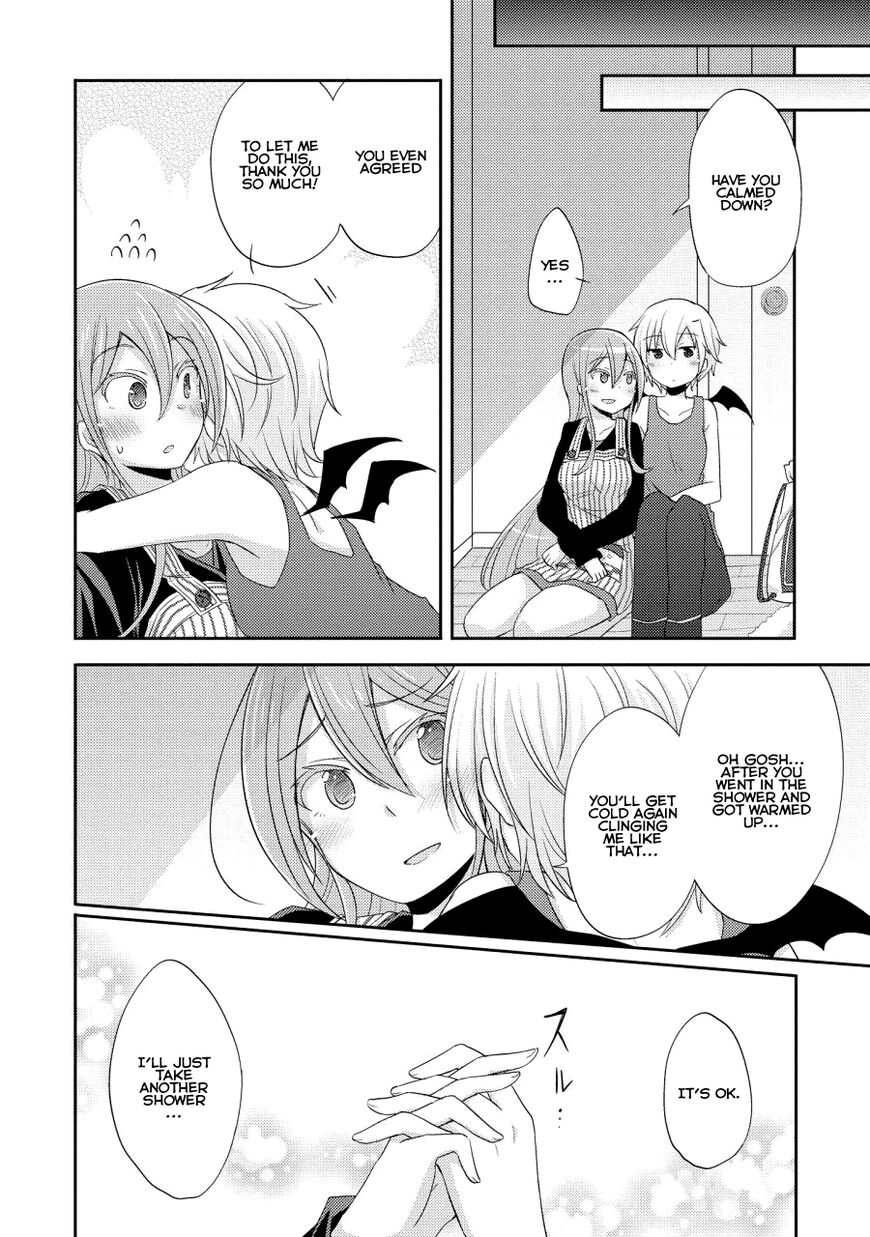 HAVE YOU
CALMED
DOWN?
YES
...
YOU EVEN
AGREED
TO LET ME
DO THIS,
THANK YOU
SO MUCH!
OH GOSH...
AFTER YOU
WENT IN THE
SHOWER AND
GOT WARMED
UP...
YOU'LL GET
COLD AGAIN
CLINGING
ME LIKE
THAT...
IT'S OK.
スル…
I'LL JUST
TAKE
ANOTHER
SHOWER
...